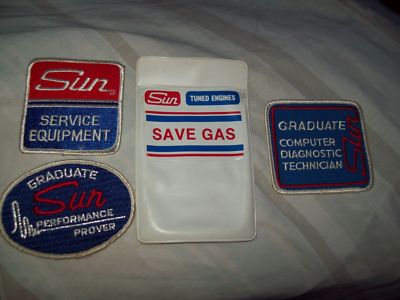 Sun
SERVICE
EQUIPMENT
GRADUATE
Sun
PERFORMANCE
PROVER
Sun TUNED ENGINES
SAVE GAS
GRADUATE
COMPUTER
DIAGNOSTIC
TECHNICIAN
Sun